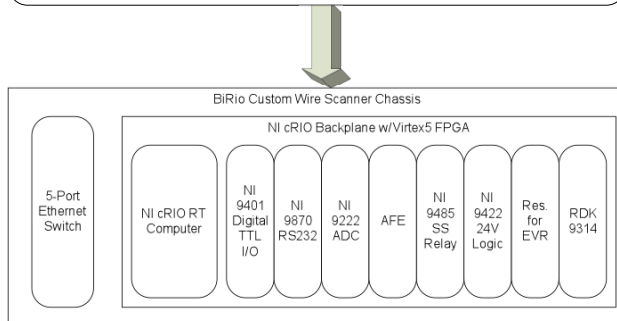 BiRio Custom Wire Scanner Chassis
NI cRIO Backplane w/Virtex5 FPGA
5-Port
Ethernet
Switch
NI cRIO RT
Computer
NI
9401
Digital
TTL
I/O
NI
9870
RS232
NI
9222
ADC
AFE
NI
9485
SS
Relay
NI
9422
24V
Logic
Res.
for
EVR
RDK
9314